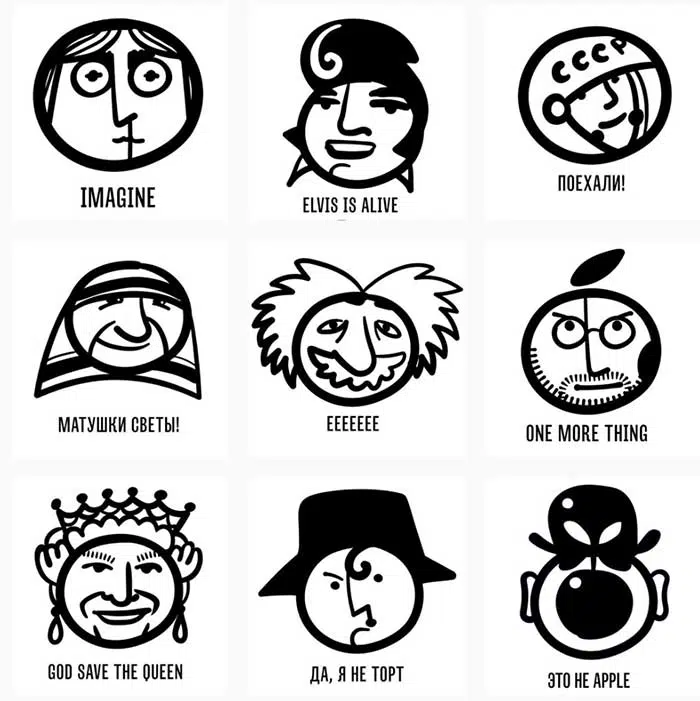 IMAGINE
ELVIS IS ALIVE
СССР
ПОЕХАЛИ!
МАТУШКИ СВЕТЫ!
EEEEEEE
ONE MORE THING
GOD SAVE THE QUEEN
ДА, Я НЕ ТОРТ
ЭТО НЕ APPLE